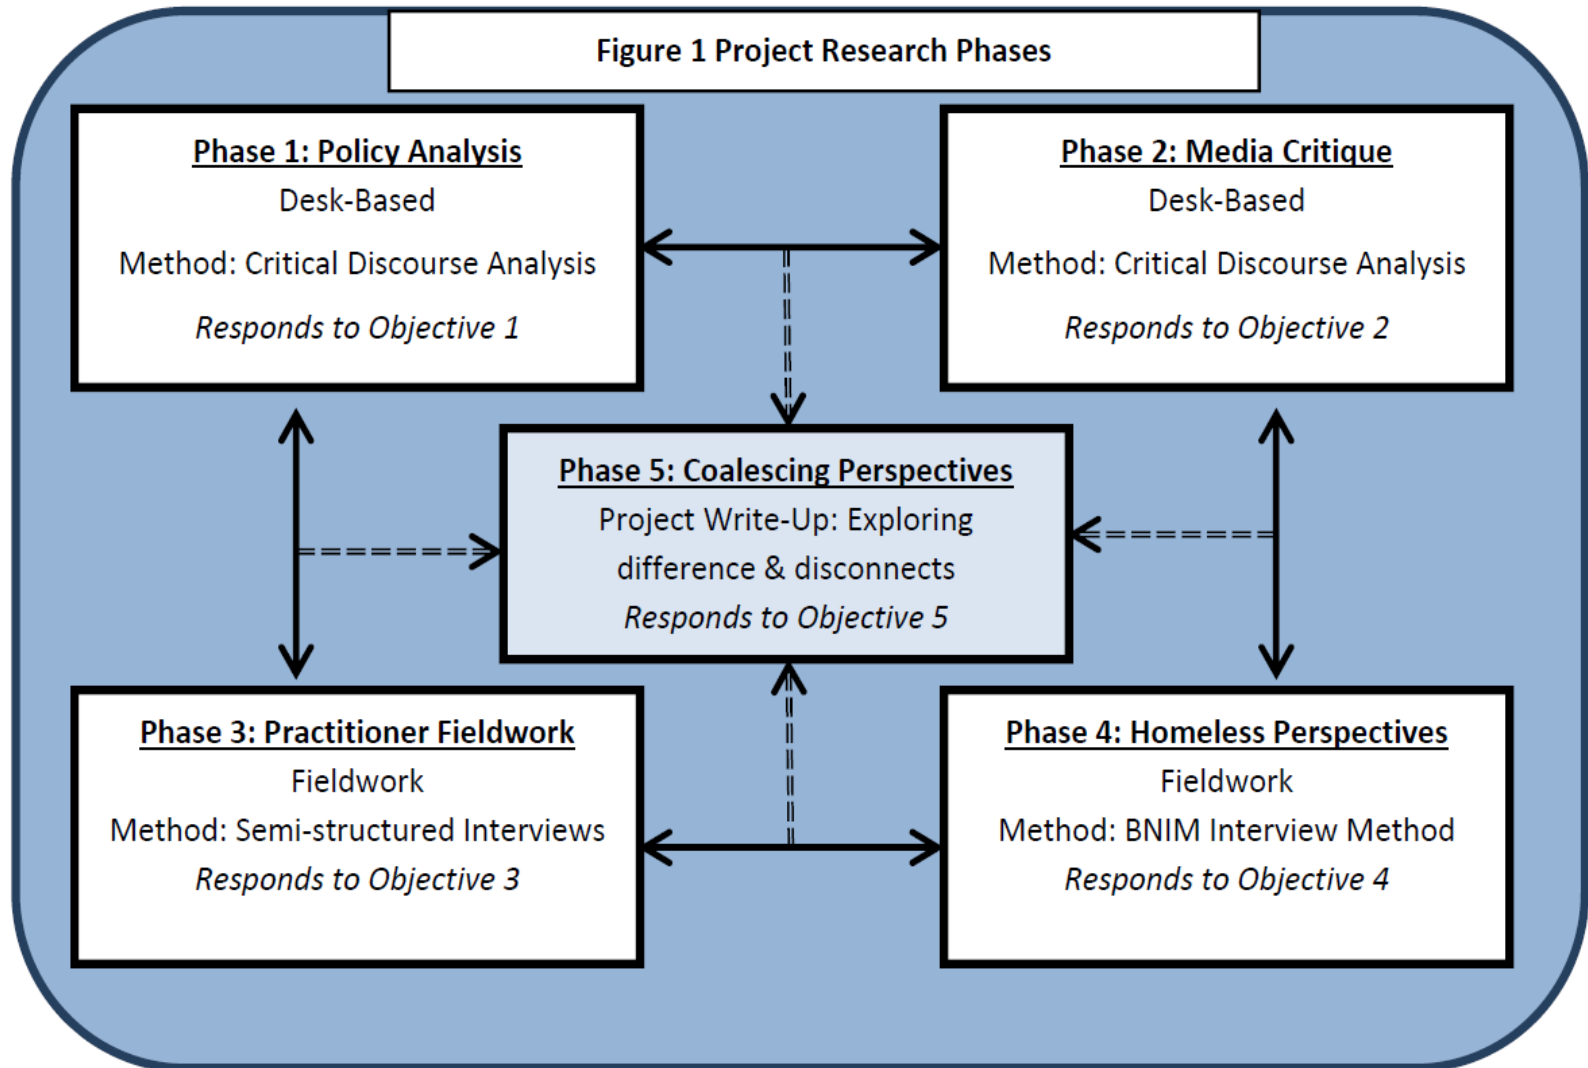 Figure 1 Project Research Phases
Phase 1: Policy Analysis
Desk-Based
Method: Critical Discourse Analysis
Responds to Objective 1
Phase 2: Media Critique
Desk-Based
Method: Critical Discourse Analysis
Responds to Objective 2
Phase 5: Coalescing Perspectives
Project Write-Up: Exploring
difference & disconnects
Responds to Objective 5
Phase 3: Practitioner Fieldwork
Fieldwork
Method: Semi-structured Interviews
Responds to Objective 3
Phase 4: Homeless Perspectives
Fieldwork
Method: BNIM Interview Method
Responds to Objective 4